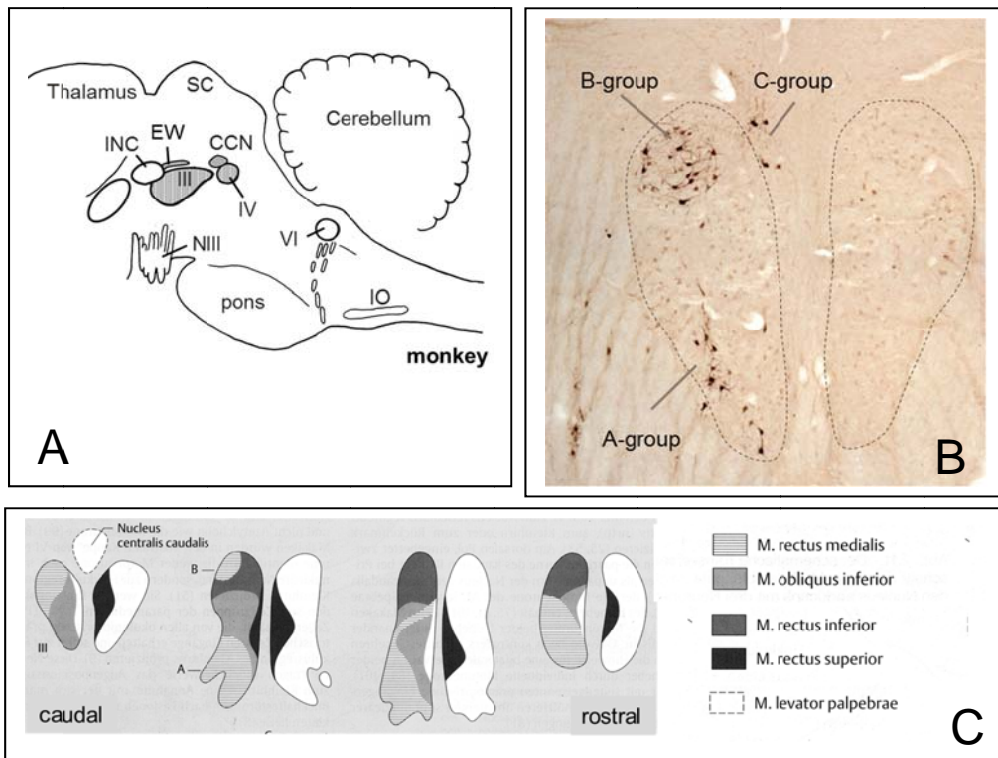 Thalamus
SC
Cerebellum
INC
EW
CCN
III
IV
VI
NIII
pons
IO
monkey
A
B-group
C-group
A-group
B
Nucleus
centralis caudalis
B
III
A
caudal
rostral
M. rectus medialis
M. obliquus inferior
M. rectus inferior
M. rectus superior
M. levator palpebrae
C